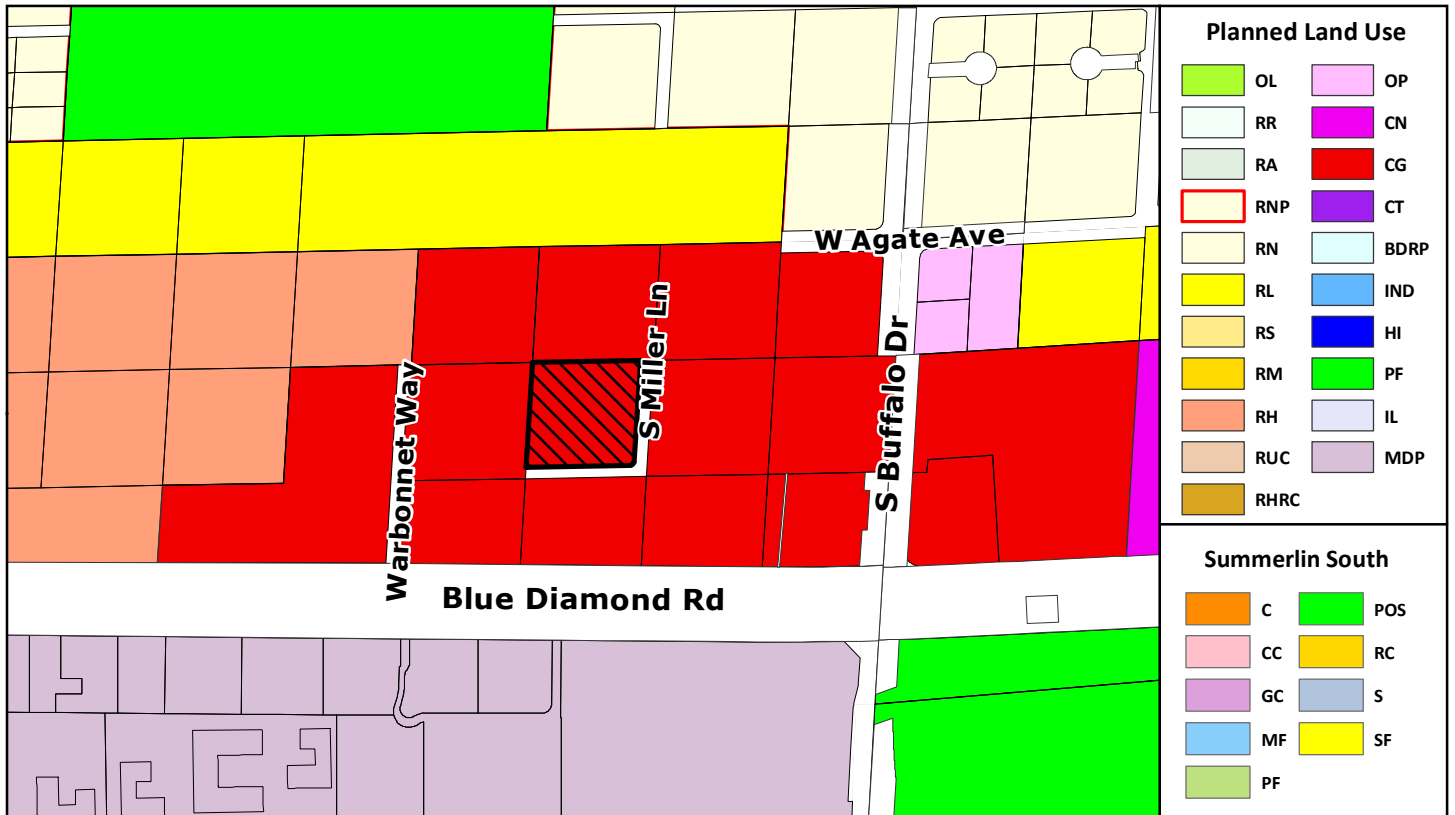 W Agate Ave
S Miller Ln
S Buffalo Dr
Warbonnet Way
Blue Diamond Rd
Planned Land Use
OL
OP
RR
CN
RA
CG
RNP
CT
RN
BDRP
RL
IND
RS
HI
RM
PF
RH
IL
RUC
MDP
RHRC
Summerlin South
C
POS
CC
RC
GC
S
MF
SF
PF